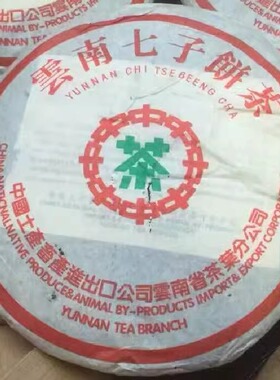 雲南七子餅茶
YUNNAN CHI TSE BEENG CHA
茶
中國土產畜產進出口公司雲南省茶葉分公司
CHINA NATIONAL NATIVE PRODUCE & ANIMAL BY-PRODUCTS IMPORT & EXPORT CORPORATION
YUNNAN TEA BRANCH